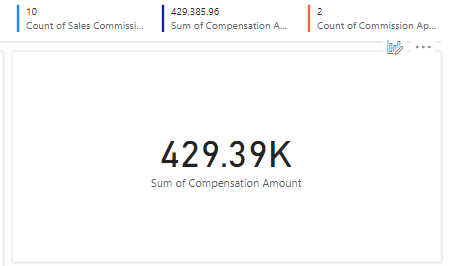 10
Count of Sales Commissi...
429,385.96
Sum of Compensation A...
2
Count of Commission Ap...
429.39K
Sum of Compensation Amount